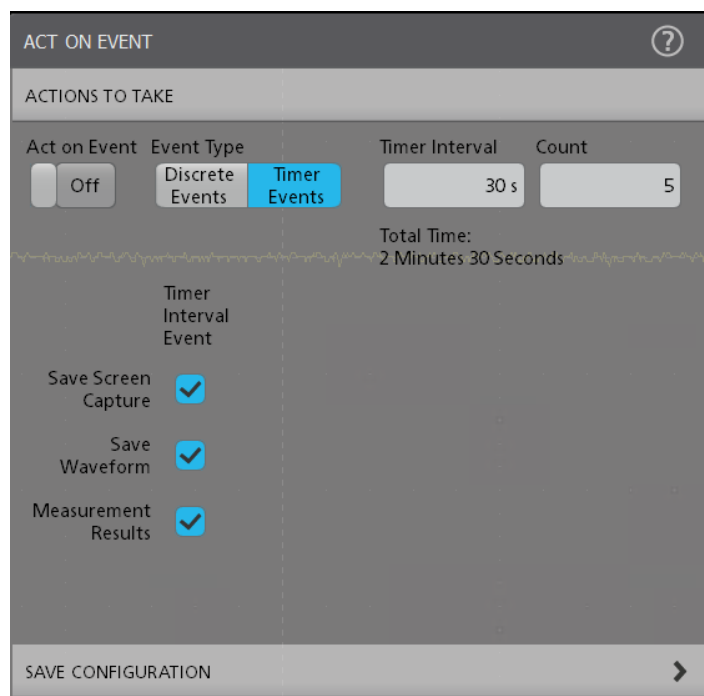 ACT ON EVENT
?
ACTIONS TO TAKE
Act on Event
Event Type
Timer Interval
Count
Off
Discrete
Events
Timer
Events
30 s
5
Total Time:
2 Minutes 30 Seconds
Timer
Interval
Event
Save Screen
Capture
Save
Waveform
Measurement
Results
SAVE CONFIGURATION